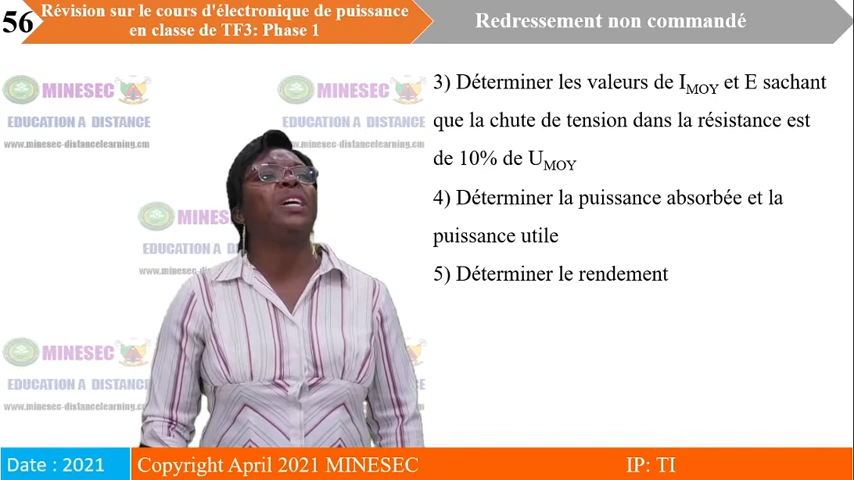 56
Révision sur le cours d'électronique de puissance
en classe de TF3: Phase 1
Redressement non commandé
3) Déterminer les valeurs de IMOY et E sachant
que la chute de tension dans la résistance est
de 10% de UMOY
4) Déterminer la puissance absorbée et la
puissance utile
5) Déterminer le rendement
MINESEC
EDUCATION A DISTANCE
www.minesec-distancelearning.cm
MINESEC
EDUCATION A DISTANCE
minesec-distancelearning.cm
MINES
EDUCATION A D
www.minesec-dis
MINESEC
EDUCATION A DISTANCE
www.minesec-distancelearning.c
Date : 2021
Copyright April 2021 MINESEC
IP: TI